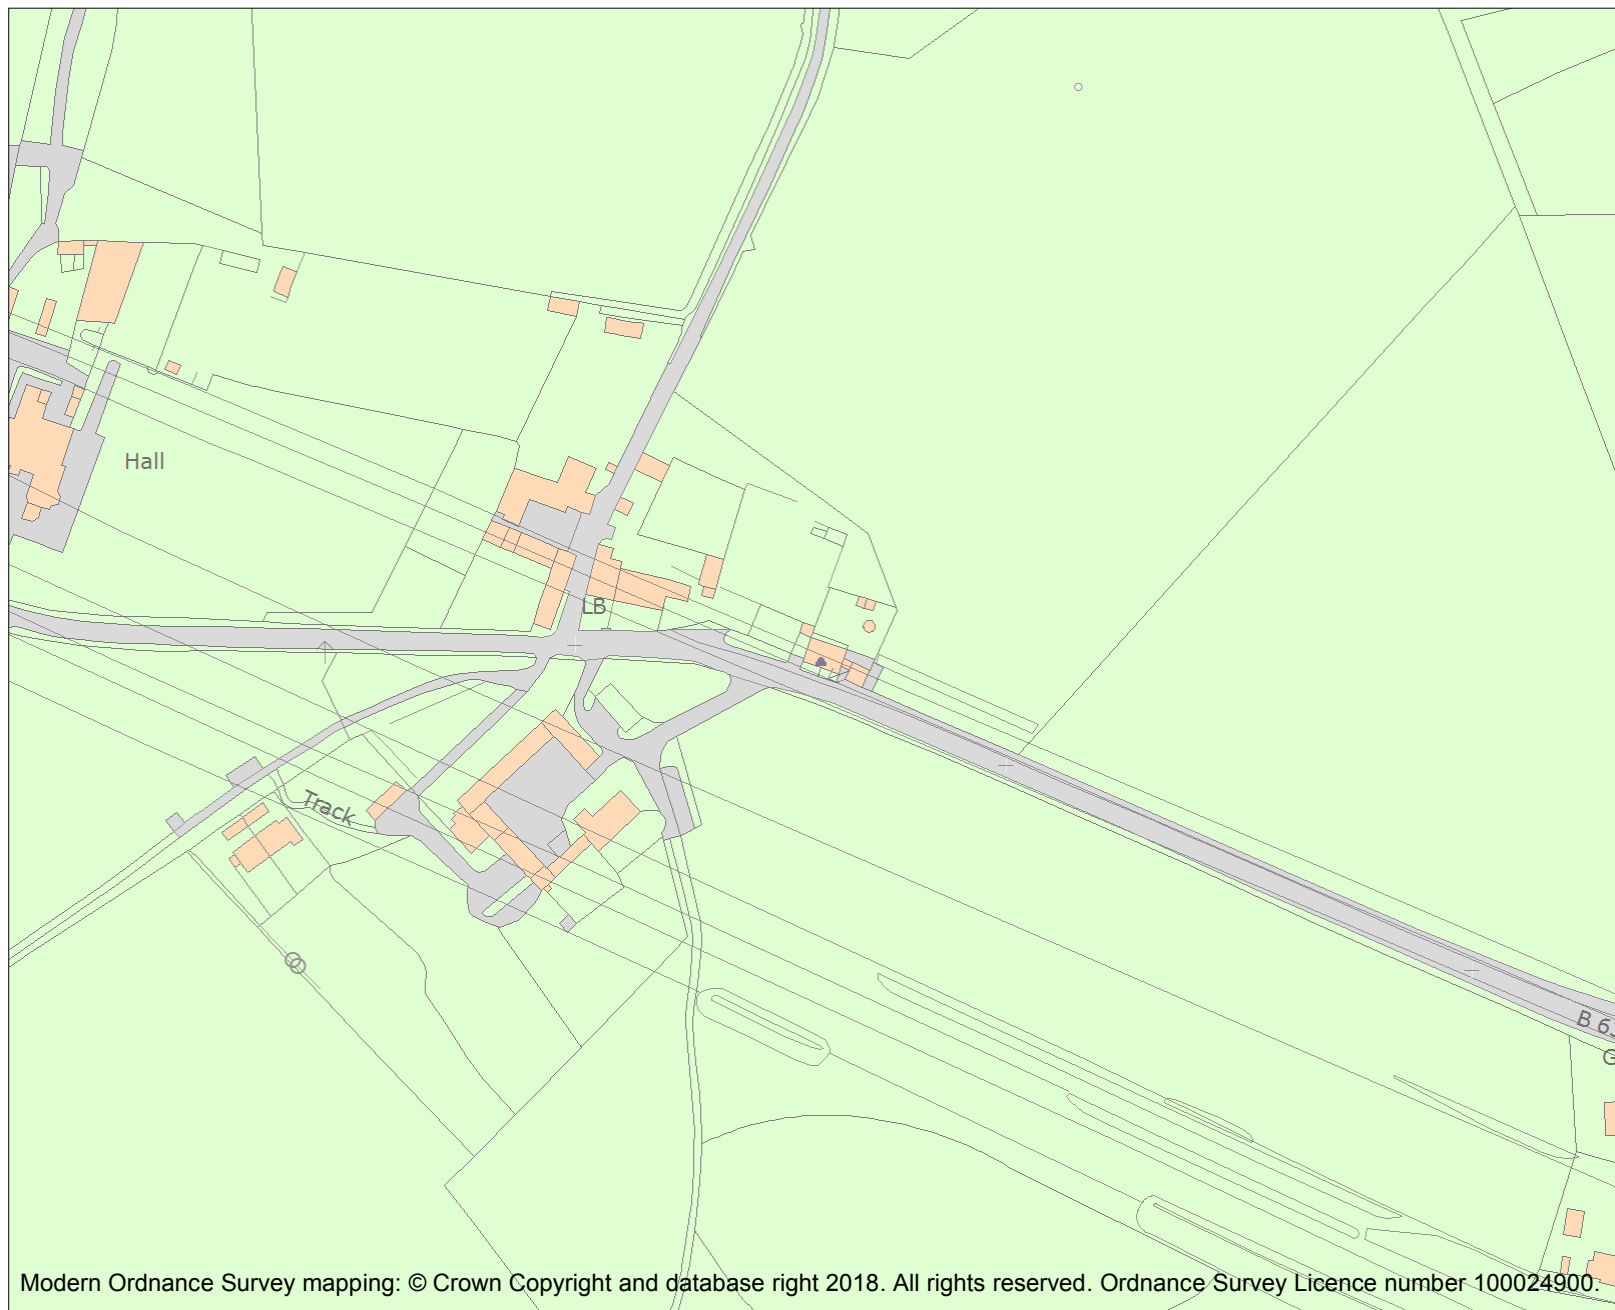 Hall
LB
Track
B 63
G
Modern Ordnance Survey mapping: © Crown Copyright and database right 2018. All rights reserved. Ordnance Survey Licence number 100024900.